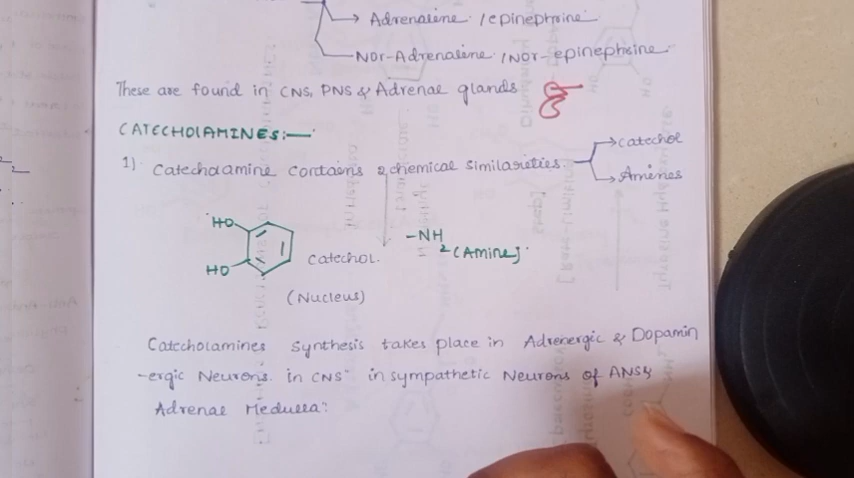 Adrenaline / epinephrine
Nor-Adrenaline / Nor-epinephrine
These are found in CNS, PNS & Adrenal glands
CATECHOLAMINES:—
1) Catecholamine contains 2 chemical similarities
catechol
Amines
HO
HO
catechol.
(Nucleus)
-NH2 (Amine)
Catecholamines synthesis takes place in Adrenergic & Dopamin
-ergic Neurons in CNS in sympathetic Neurons of ANS &
Adrenal Medulla